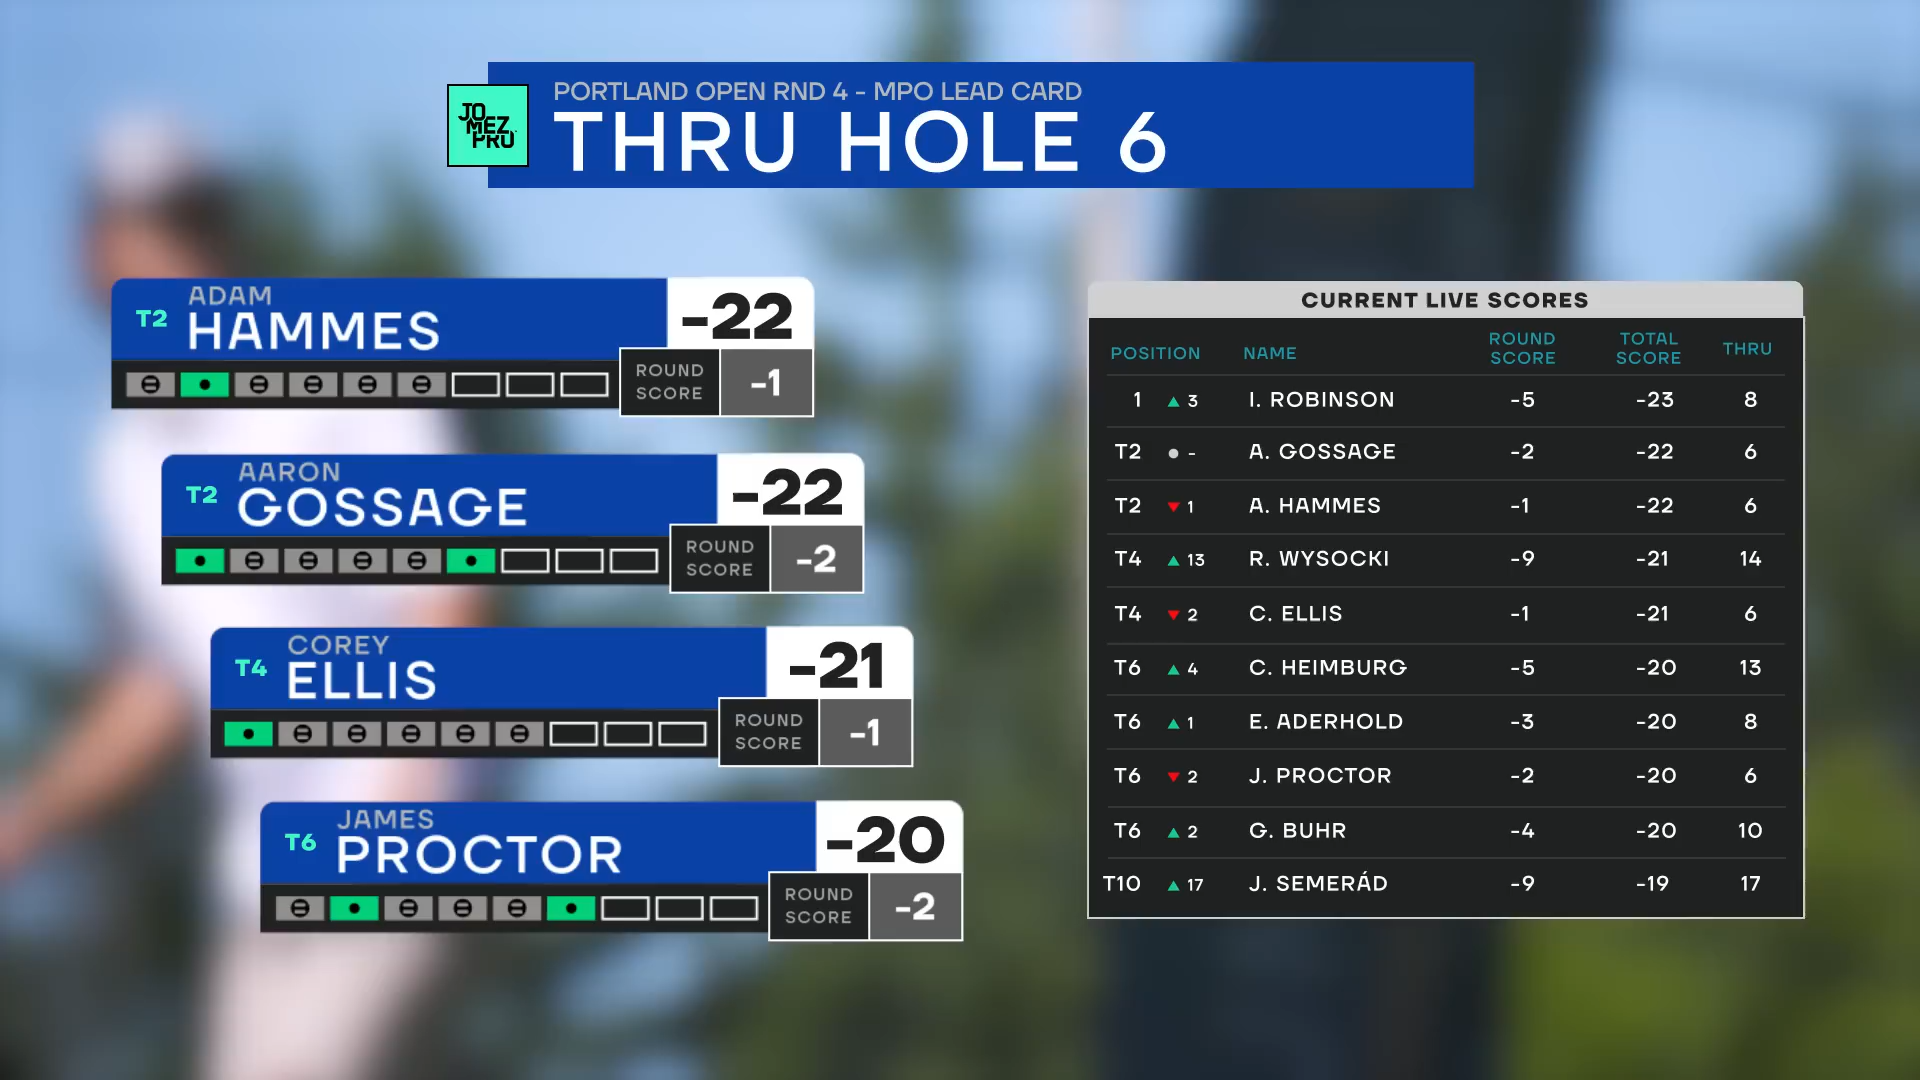 JO
MEZ
PRO
PORTLAND OPEN RND 4 - MPO LEAD CARD
THRU HOLE 6
T2 ADAM
HAMMES
-22
ROUND
SCORE
-1
T2 AARON
GOSSAGE
-22
ROUND
SCORE
-2
T4 COREY
ELLIS
-21
ROUND
SCORE
-1
T6 JAMES
PROCTOR
-20
ROUND
SCORE
-2
CURRENT LIVE SCORES
POSITION NAME ROUND SCORE TOTAL SCORE THRU
1 ▲ 3 I. ROBINSON -5 -23 8
T2 ● - A. GOSSAGE -2 -22 6
T2 ▼ 1 A. HAMMES -1 -22 6
T4 ▲ 13 R. WYSOCKI -9 -21 14
T4 ▼ 2 C. ELLIS -1 -21 6
T6 ▲ 4 C. HEIMBURG -5 -20 13
T6 ▲ 1 E. ADERHOLD -3 -20 8
T6 ▼ 2 J. PROCTOR -2 -20 6
T6 ▲ 2 G. BUHR -4 -20 10
T10 ▲ 17 J. SEMERÁD -9 -19 17